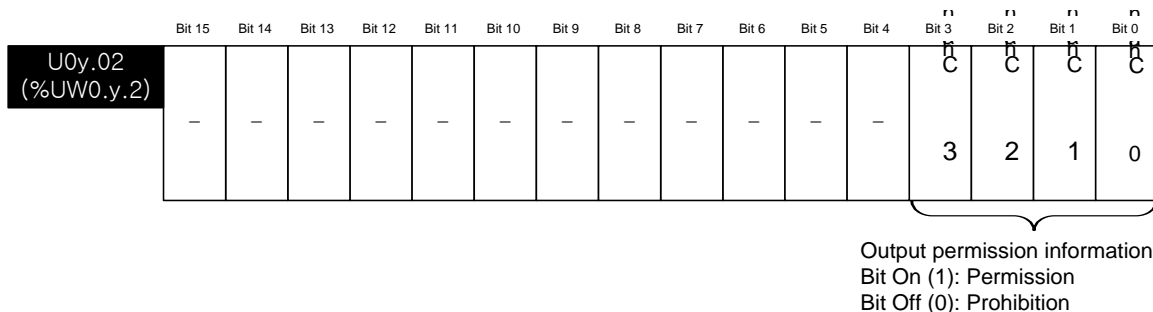 Bit 15 Bit 14 Bit 13 Bit 12 Bit 11 Bit 10 Bit 9 Bit 8 Bit 7 Bit 6 Bit 5 Bit 4 Bit 3 Bit 2 Bit 1 Bit 0
U0y.02
(%UW0.y.2)
C C C C
– – – – – – – – – – – –
3 2 1 0
Output permission information
Bit On (1): Permission
Bit Off (0): Prohibition